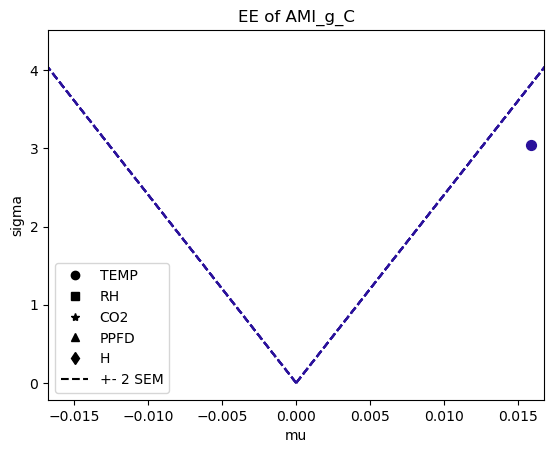 EE of AMI_g_C
sigma
4
3
2
1
0
TEMP
RH
CO2
PPFD
H
+- 2 SEM
−0.015 −0.010 −0.005 0.000 0.005 0.010 0.015
mu